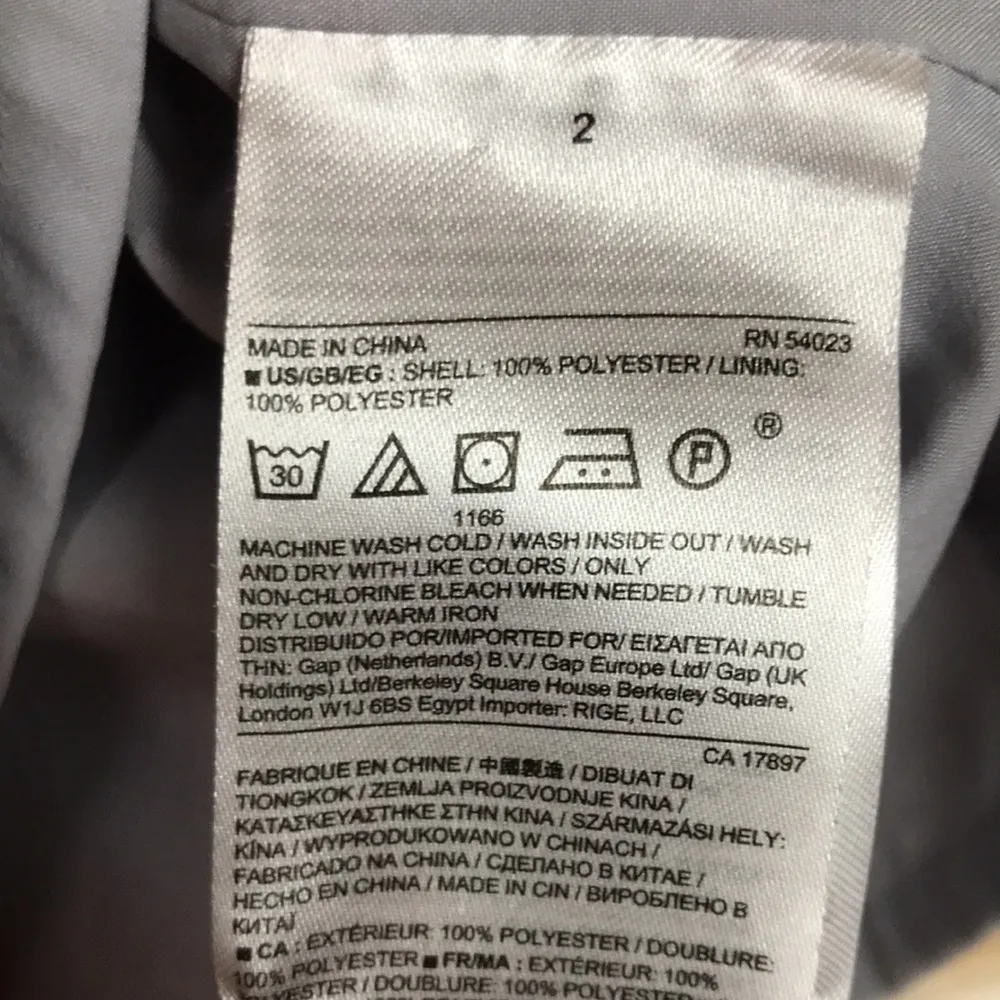 2
MADE IN CHINA RN 54023
US/GB/EG : SHELL: 100% POLYESTER / LINING:
100% POLYESTER
30 P ®
1166
MACHINE WASH COLD / WASH INSIDE OUT / WASH
AND DRY WITH LIKE COLORS / ONLY
NON-CHLORINE BLEACH WHEN NEEDED / TUMBLE
DRY LOW / WARM IRON
DISTRIBUIDO POR/IMPORTED FOR/ ΕΙΣΑΓΕΤΑΙ ΑΠΟ
ΤΗΝ: Gap (Netherlands) B.V./ Gap Europe Ltd/ Gap (UK
Holdings) Ltd/Berkeley Square House Berkeley Square,
London W1J 6BS Egypt Importer: RIGE, LLC
CA 17897
FABRIQUE EN CHINE / 中國製造 / DIBUAT DI
TIONGKOK / ZEMLJA PROIZVODNJE KINA /
ΚΑΤΑΣΚΕΥΑΣΤΗΚΕ ΣΤΗΝ ΚΙΝΑ / SZÁRMAZÁSI HELY:
KÍNA / WYPRODUKOWANO W CHINACH /
FABRICADO NA CHINA / СДЕЛАНО В КИТАЕ /
HECHO EN CHINA / MADE IN CIN / ВИРОБЛЕНО В
КИТАЇ
CA : EXTÉRIEUR: 100% POLYESTER / DOUBLURE:
100% POLYESTER ■ FR/MA : EXTÉRIEUR: 100%
POLYESTER / DOUBLURE: 100% POLYESTER